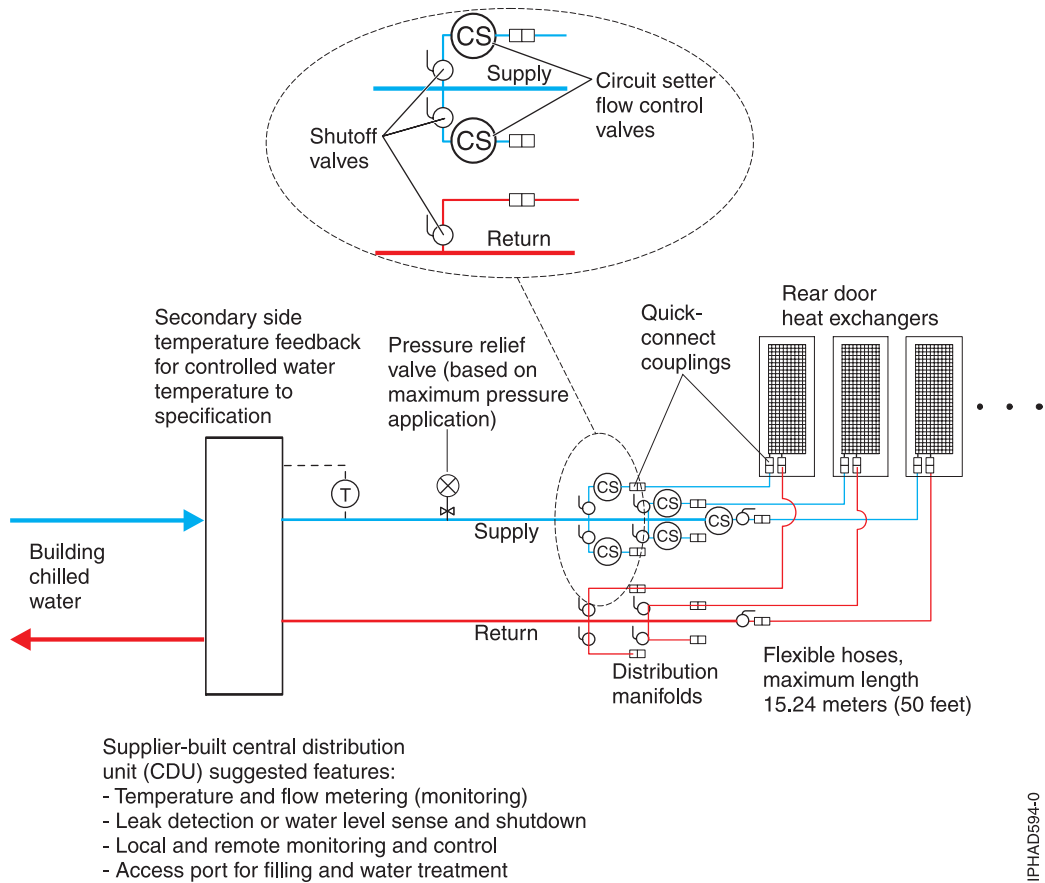 CS
Supply
Circuit setter
flow control
valves
Shutoff
valves
CS
Return
Secondary side
temperature feedback
for controlled water
temperature to
specification
Pressure relief
valve (based on
maximum pressure
application)
Quick-
connect
couplings
Rear door
heat exchangers
T
CS
CS
CS
CS
CS
Supply
Building
chilled
water
Return
Distribution
manifolds
Flexible hoses,
maximum length
15.24 meters (50 feet)
Supplier-built central distribution
unit (CDU) suggested features:
- Temperature and flow metering (monitoring)
- Leak detection or water level sense and shutdown
- Local and remote monitoring and control
- Access port for filling and water treatment
IPHAD594-0